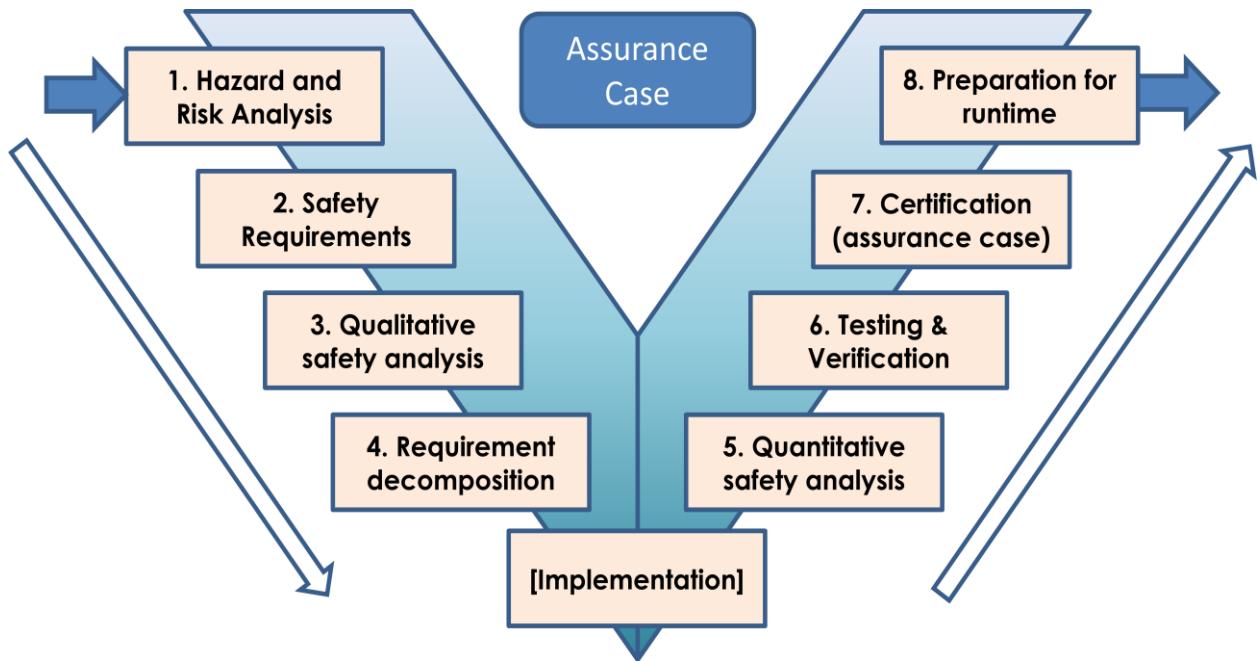 1. Hazard and
Risk Analysis
2. Safety
Requirements
3. Qualitative
safety analysis
4. Requirement
decomposition
[Implementation]
Assurance
Case
8. Preparation for
runtime
7. Certification
(assurance case)
6. Testing &
Verification
5. Quantitative
safety analysis